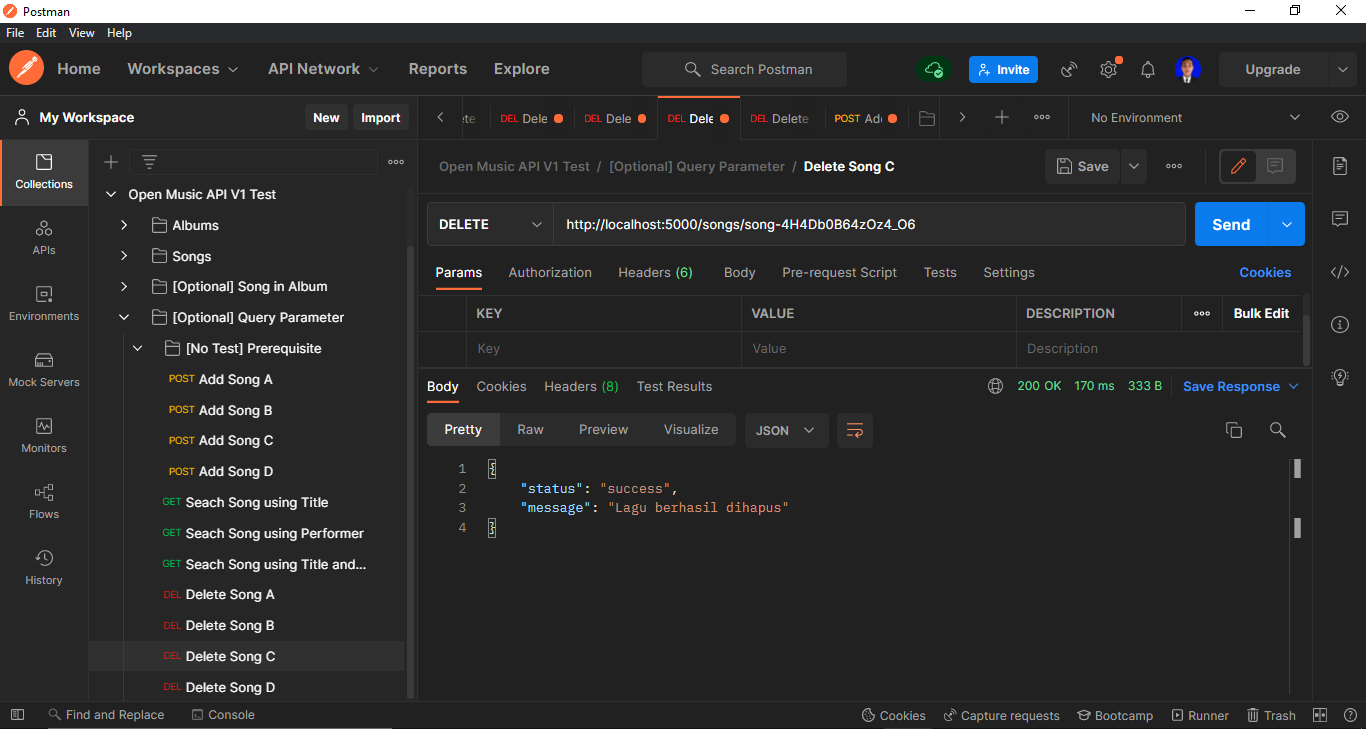 Postman
File Edit View Help
Home Workspaces API Network Reports Explore Search Postman Invite Upgrade
My Workspace New Import
DEL Dele DEL Dele DEL Dele DEL Delete POST Ad No Environment
Collections
APIs
Environments
Mock Servers
Monitors
Flows
History
Open Music API V1 Test
Albums
Songs
[Optional] Song in Album
[Optional] Query Parameter
[No Test] Prerequisite
POST Add Song A
POST Add Song B
POST Add Song C
POST Add Song D
GET Seach Song using Title
GET Seach Song using Performer
GET Seach Song using Title and...
DEL Delete Song A
DEL Delete Song B
DEL Delete Song C
DEL Delete Song D
Open Music API V1 Test / [Optional] Query Parameter / Delete Song C Save
DELETE http://localhost:5000/songs/song-4H4Db0B64zOz4_O6 Send
Params Authorization Headers (6) Body Pre-request Script Tests Settings Cookies
KEY VALUE DESCRIPTION Bulk Edit
Key Value Description
Body Cookies Headers (8) Test Results 200 OK 170 ms 333 B Save Response
Pretty Raw Preview Visualize JSON
1 {
2 "status": "success",
3 "message": "Lagu berhasil dihapus"
4 }
Find and Replace Console Cookies Capture requests Bootcamp Runner Trash